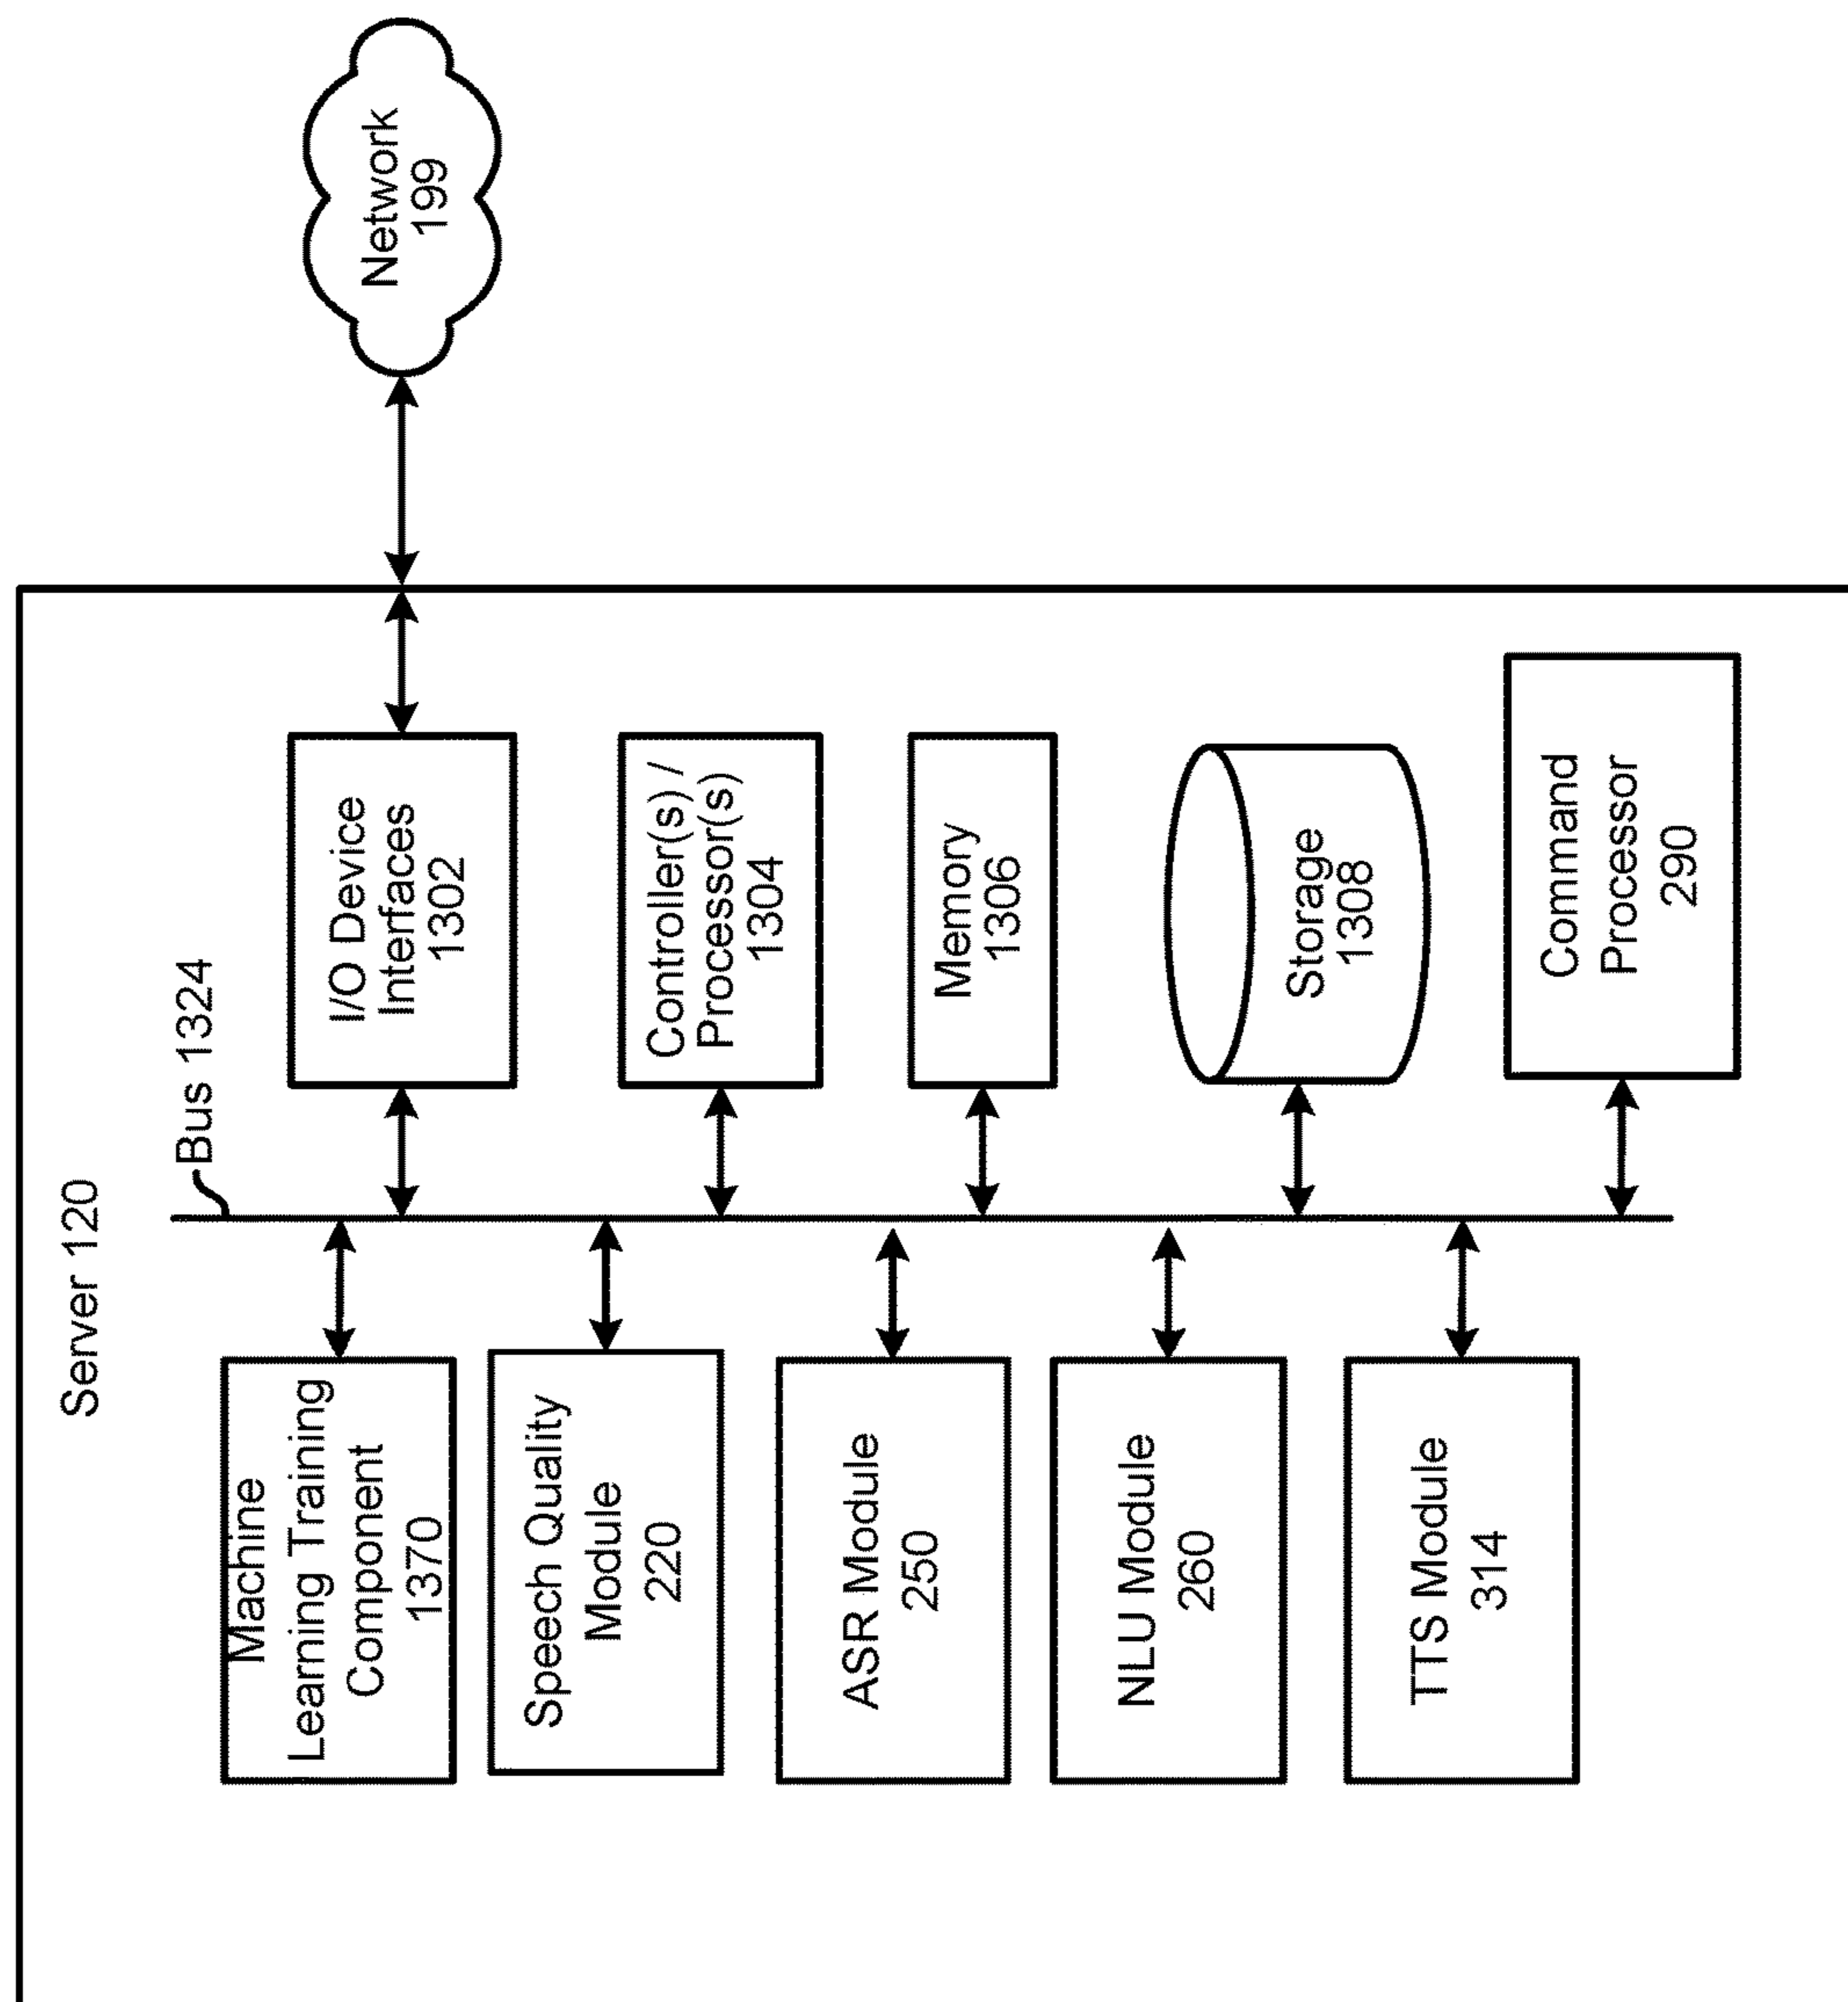 Server 120
Bus 1324
Network
199
I/O Device
Interfaces
1302
Controller(s) /
Processor(s)
1304
Memory
1306
Storage
1308
Command
Processor
290
Machine
Learning Training
Component
1370
Speech Quality
Module
220
ASR Module
250
NLU Module
260
TTS Module
314